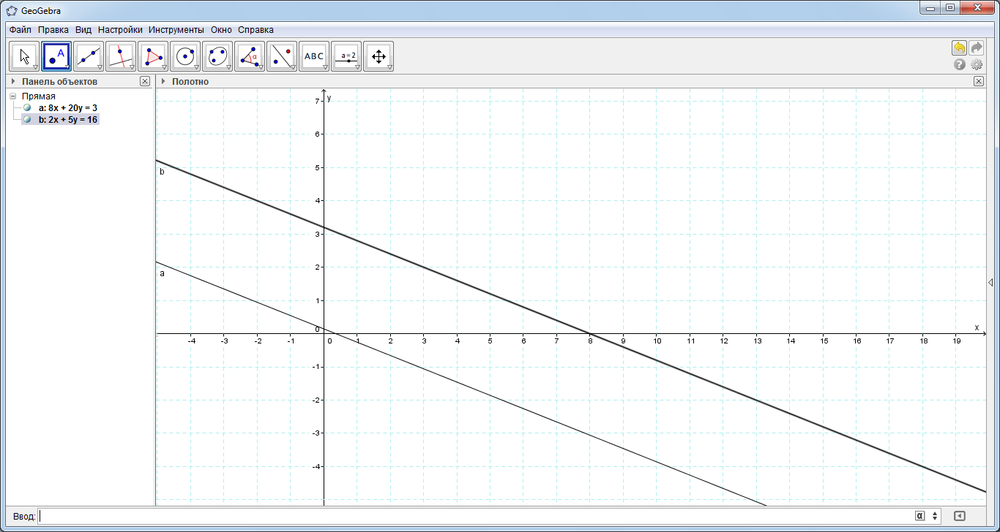 GeoGebra
Файл Правка Вид Настройки Инструменты Окно Справка
A α ABC a = 2
Панель объектов
Полотно
Прямая
a: 8x + 20y = 3
b: 2x + 5y = 16
y
7
6
5
4
3
2
1
0
-1
-2
-3
-4
b
a
x
-4 -3 -2 -1 0 1 2 3 4 5 6 7 8 9 10 11 12 13 14 15 16 17 18 19
Ввод:
α